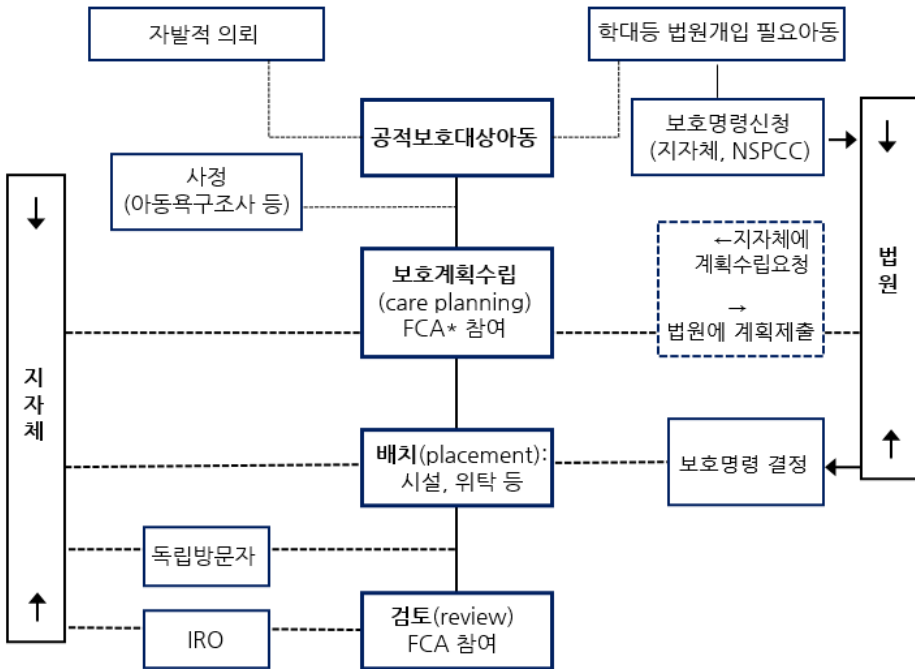 자발적 의뢰
학대등 법원개입 필요아동
공적보호대상아동
보호명령신청
(지자체, NSPCC)
사정
(아동욕구조사 등)
보호계획수립
(care planning)
FCA* 참여
←지자체에
계획수립요청
→
법원에 계획제출
법원
지자체
배치(placement):
시설, 위탁 등
보호명령 결정
독립방문자
IRO
검토(review)
FCA 참여